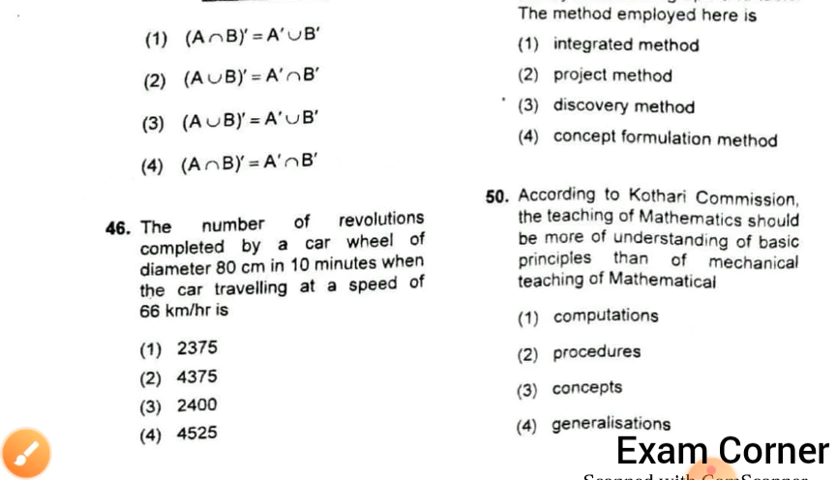 (1) (A∩B)′ = A′∪B′
(2) (A∪B)′ = A′∩B′
(3) (A∪B)′ = A′∪B′
(4) (A∩B)′ = A′∩B′
46. The number of revolutions
completed by a car wheel of
diameter 80 cm in 10 minutes when
the car travelling at a speed of
66 km/hr is
(1) 2375
(2) 4375
(3) 2400
(4) 4525
The method employed here is
(1) integrated method
(2) project method
(3) discovery method
(4) concept formulation method
50. According to Kothari Commission,
the teaching of Mathematics should
be more of understanding of basic
principles than of mechanical
teaching of Mathematical
(1) computations
(2) procedures
(3) concepts
(4) generalisations
Exam Corner